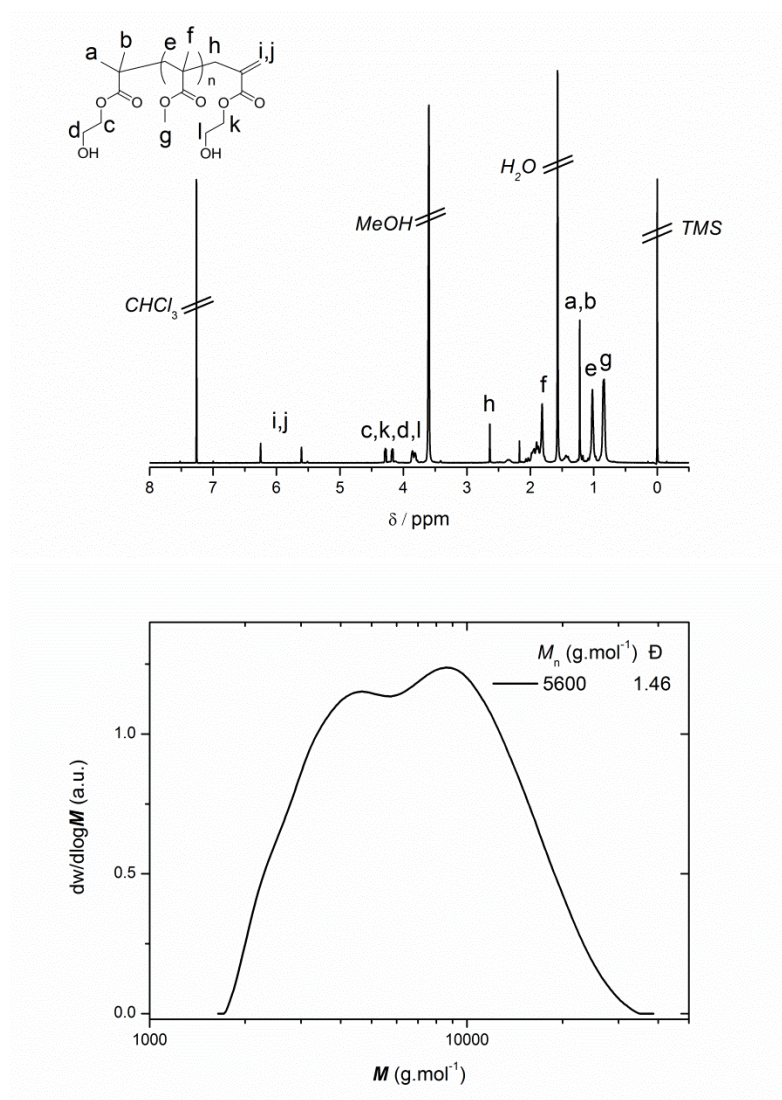 f
b e h i,j
a
n
O O O O O
d c g l k
OH OH
H₂O
MeOH
TMS
CHCl₃
a,b
g
e
f
h
i,j
c,k,d,l
8 7 6 5 4 3 2 1 0
δ / ppm
Mₙ (g.mol⁻¹) Đ
5600 1.46
1.0
0.5
0.0
dw/dlogM (a.u.)
1000 10000
M (g.mol⁻¹)